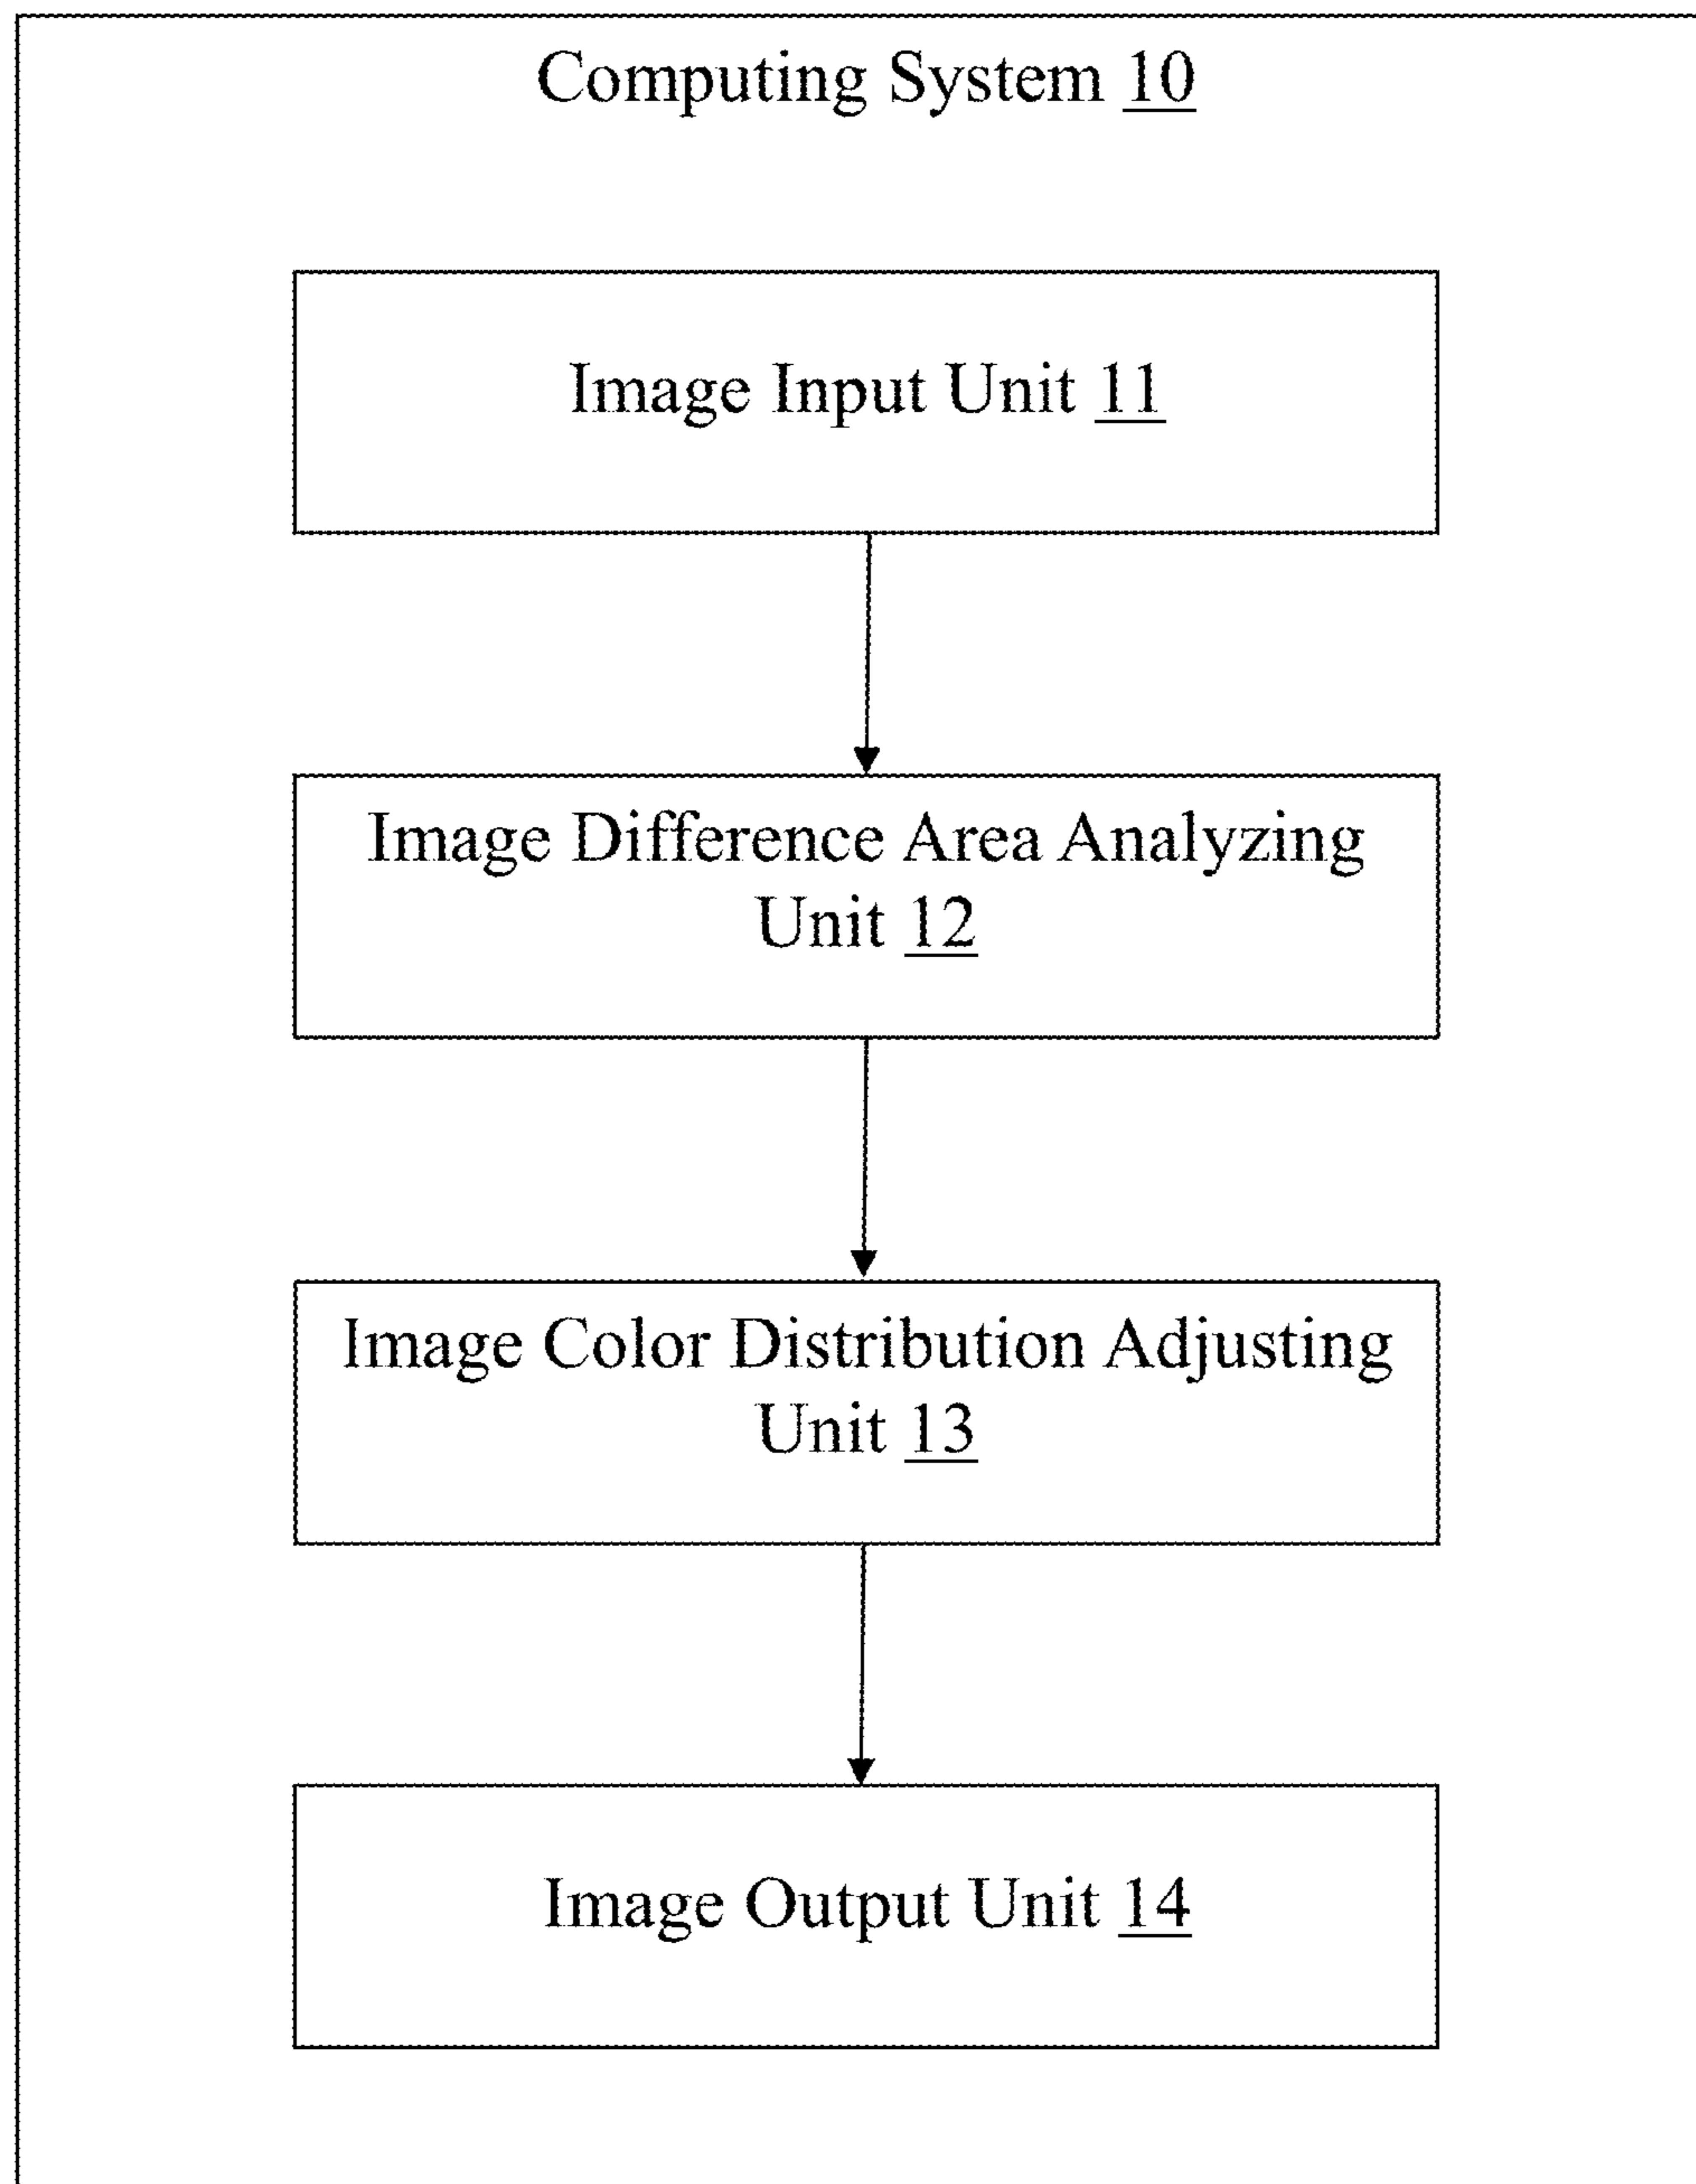 Computing System 10
Image Input Unit 11
Image Difference Area Analyzing
Unit 12
Image Color Distribution Adjusting
Unit 13
Image Output Unit 14